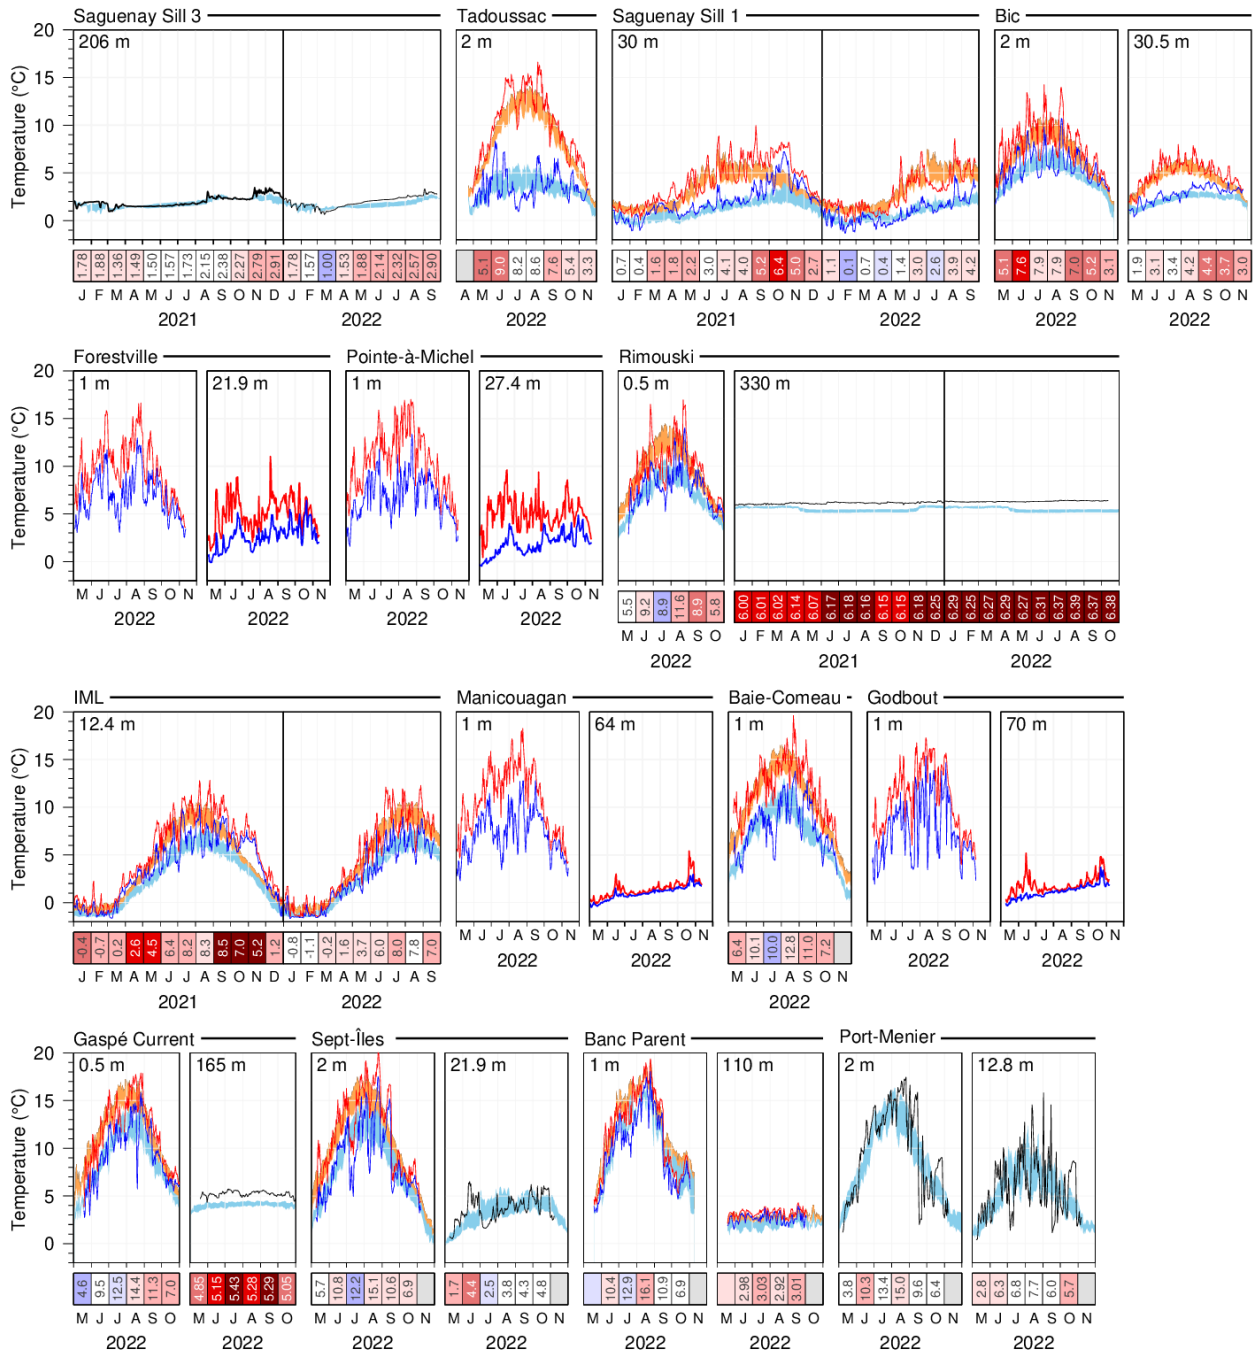 Saguenay Sill 3 Tadoussac Saguenay Sill 1 Bic
206 m 2 m 30 m 2 m 30.5 m
Temperature (°C)
20
15
10
5
0
1.78 1.88 1.36 1.49 1.50 1.57 1.73 2.15 2.38 2.27 2.79 2.91 1.78 1.57 1.00 1.53 1.88 2.14 2.32 2.57 2.90
5.1 9.0 8.2 8.6 7.6 5.4 3.3
0.7 0.4 1.6 1.8 2.2 3.0 4.1 4.0 5.2 6.4 5.0 2.7 1.1 0.1 0.7 0.4 1.4 3.0 2.6 3.9 4.2
5.1 7.6 7.9 7.9 7.0 5.2 3.1
1.9 3.1 3.4 4.2 4.4 3.7 3.0
J F M A M J J A S O N D J F M A M J J A S
A M J J A S O N
J F M A M J J A S O N D J F M A M J J A S
M J J A S O N
M J J A S O N
2021 2022 2022 2021 2022 2022 2022
Forestville Pointe-à-Michel Rimouski
1 m 21.9 m 1 m 27.4 m 0.5 m 330 m
Temperature (°C)
20
15
10
5
0
M J J A S O N
M J J A S O N
M J J A S O N
M J J A S O N
2022 2022 2022 2022
5.5 9.2 8.9 11.6 8.9 5.8
6.00 6.01 6.02 6.14 6.07 6.17 6.18 6.16 6.15 6.15 6.18 6.25 6.29 6.25 6.27 6.29 6.27 6.31 6.37 6.39 6.37 6.38
M J J A S O
J F M A M J J A S O N D J F M A M J J A S O
2022 2021 2022
IML Manicouagan Baie-Comeau Godbout
12.4 m 1 m 64 m 1 m 1 m 70 m
Temperature (°C)
20
15
10
5
0
M J J A S O N
M J J A S O N
M J J A S O N
M J J A S O N
2022 2022 2022 2022
-0.4 -0.7 0.2 2.6 4.5 6.4 8.2 8.3 8.5 7.0 5.2 1.2 -0.8 -1.1 -0.2 1.6 3.7 6.0 8.0 7.8 7.0
6.4 10.1 10.0 12.8 11.0 7.2
J F M A M J J A S O N D J F M A M J J A S
M J J A S O N
2021 2022 2022
Gaspé Current Sept-Îles Banc Parent Port-Menier
0.5 m 165 m 2 m 21.9 m 1 m 110 m 2 m 12.8 m
Temperature (°C)
20
15
10
5
0
4.6 9.5 12.5 14.4 11.3 7.0
4.85 5.15 5.43 5.28 5.29 5.05
5.7 10.8 12.2 15.1 10.6 6.9
1.7 4.4 2.5 3.8 4.3 4.8
10.4 12.9 16.1 10.9 6.9
2.98 3.03 2.92 3.01
3.8 10.3 13.4 15.0 9.6 6.4
2.8 6.3 6.8 7.7 6.0 5.7
M J J A S O
M J J A S O
M J J A S O N
M J J A S O N
M J J A S O N
M J J A S O
M J J A S O N
M J J A S O N
2022 2022 2022 2022 2022 2022 2022 2022